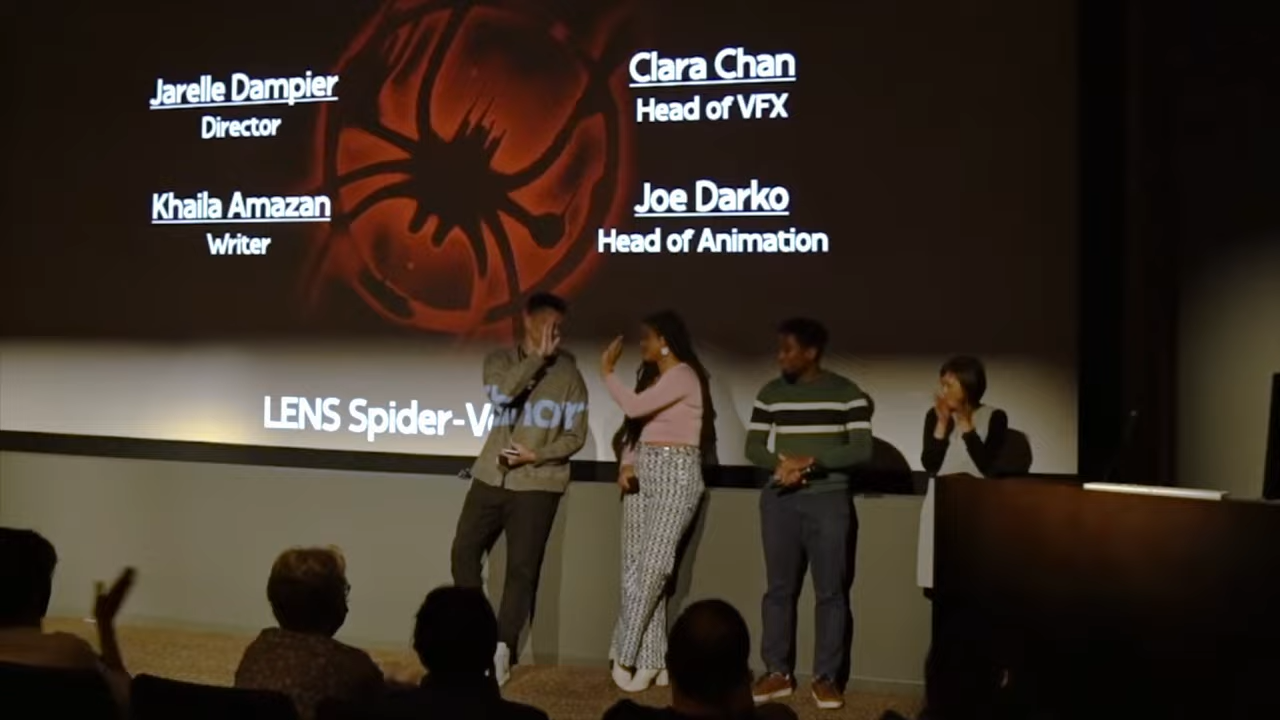 Jarelle Dampier
Director
Khaila Amazan
Writer
Clara Chan
Head of VFX
Joe Darko
Head of Animation
LENS Spider-